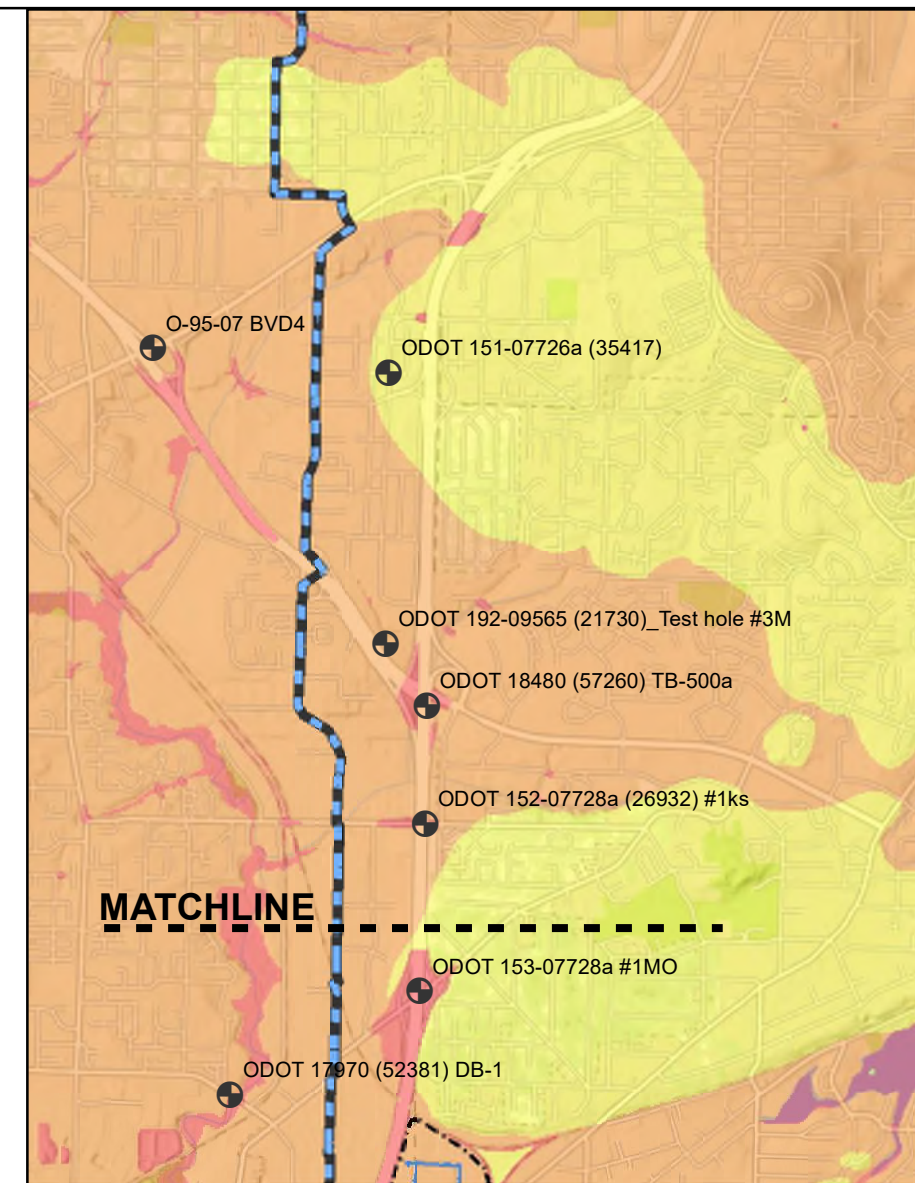 O-95-07 BVD4
ODOT 151-07726a (35417)
ODOT 192-09565 (21730)_Test hole #3M
ODOT 18480 (57260) TB-500a
ODOT 152-07728a (26932) #1ks
MATCHLINE
ODOT 153-07728a #1MO
ODOT 17970 (52381) DB-1